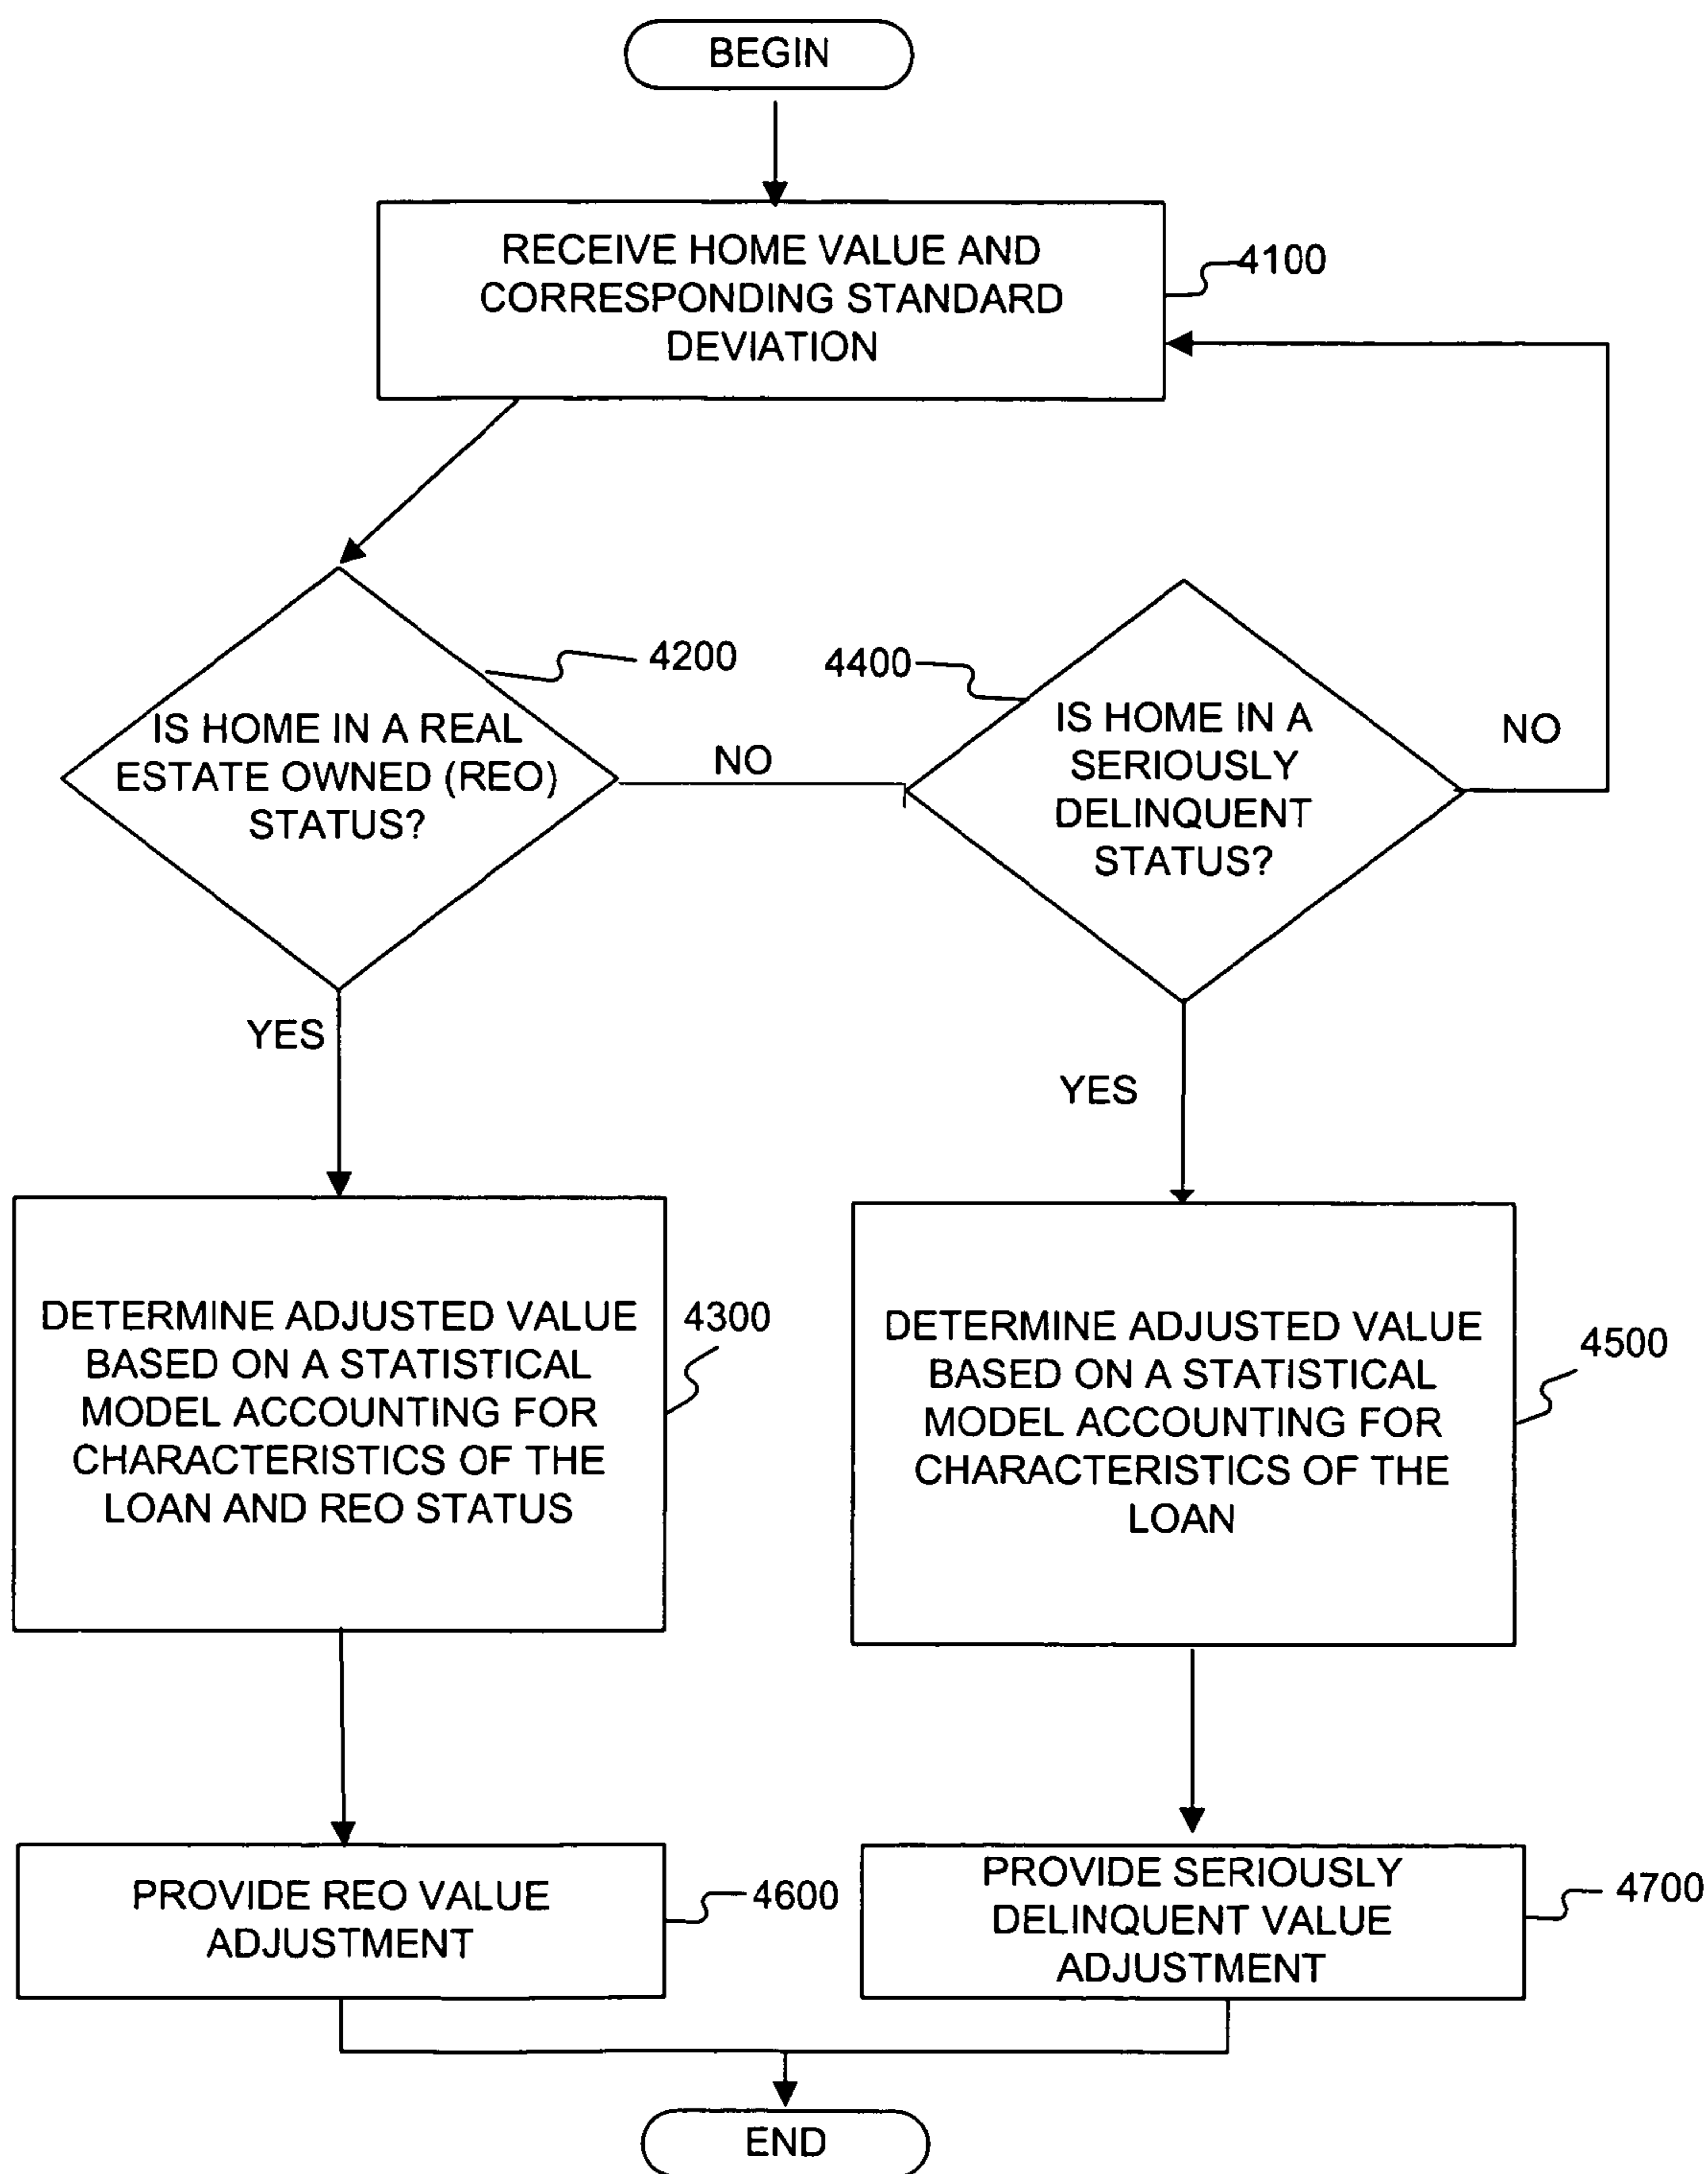 BEGIN
RECEIVE HOME VALUE AND
CORRESPONDING STANDARD
DEVIATION
4100
4200
4400
IS HOME IN A REAL
ESTATE OWNED (REO)
STATUS?
NO
IS HOME IN A
SERIOUSLY
DELINQUENT
STATUS?
NO
YES
YES
DETERMINE ADJUSTED VALUE
BASED ON A STATISTICAL
MODEL ACCOUNTING FOR
CHARACTERISTICS OF THE
LOAN AND REO STATUS
4300
DETERMINE ADJUSTED VALUE
BASED ON A STATISTICAL
MODEL ACCOUNTING FOR
CHARACTERISTICS OF THE
LOAN
4500
PROVIDE REO VALUE
ADJUSTMENT
4600
PROVIDE SERIOUSLY
DELINQUENT VALUE
ADJUSTMENT
4700
END